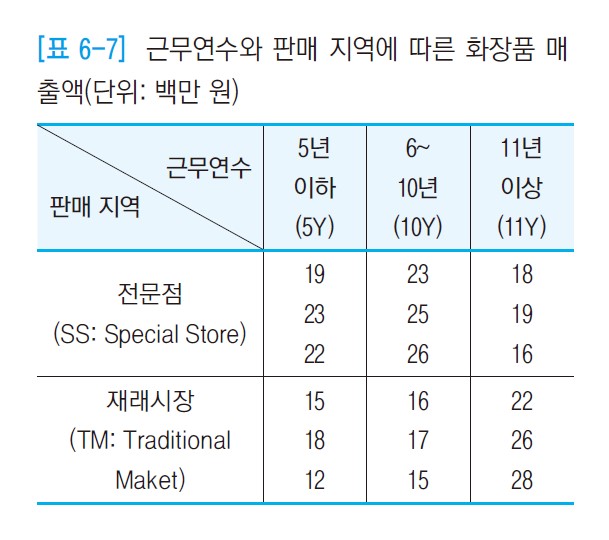 [표 6-7] 근무연수와 판매 지역에 따른 화장품 매
출액(단위: 백만 원)
근무연수
판매 지역
5년
이하
(5Y)
6~
10년
(10Y)
11년
이상
(11Y)
전문점
(SS: Special Store)
19 23 18
23 25 19
22 26 16
재래시장
(TM: Traditional
Maket)
15 16 22
18 17 26
12 15 28